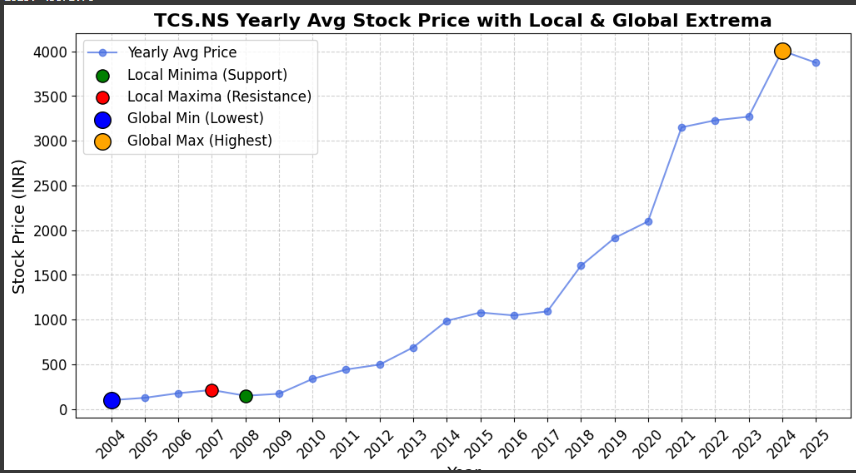 TCS.NS Yearly Avg Stock Price with Local & Global Extrema
Yearly Avg Price
Local Minima (Support)
Local Maxima (Resistance)
Global Min (Lowest)
Global Max (Highest)
Stock Price (INR)
4000
3500
3000
2500
2000
1500
1000
500
0
2004 2005 2006 2007 2008 2009 2010 2011 2012 2013 2014 2015 2016 2017 2018 2019 2020 2021 2022 2023 2024 2025
Year